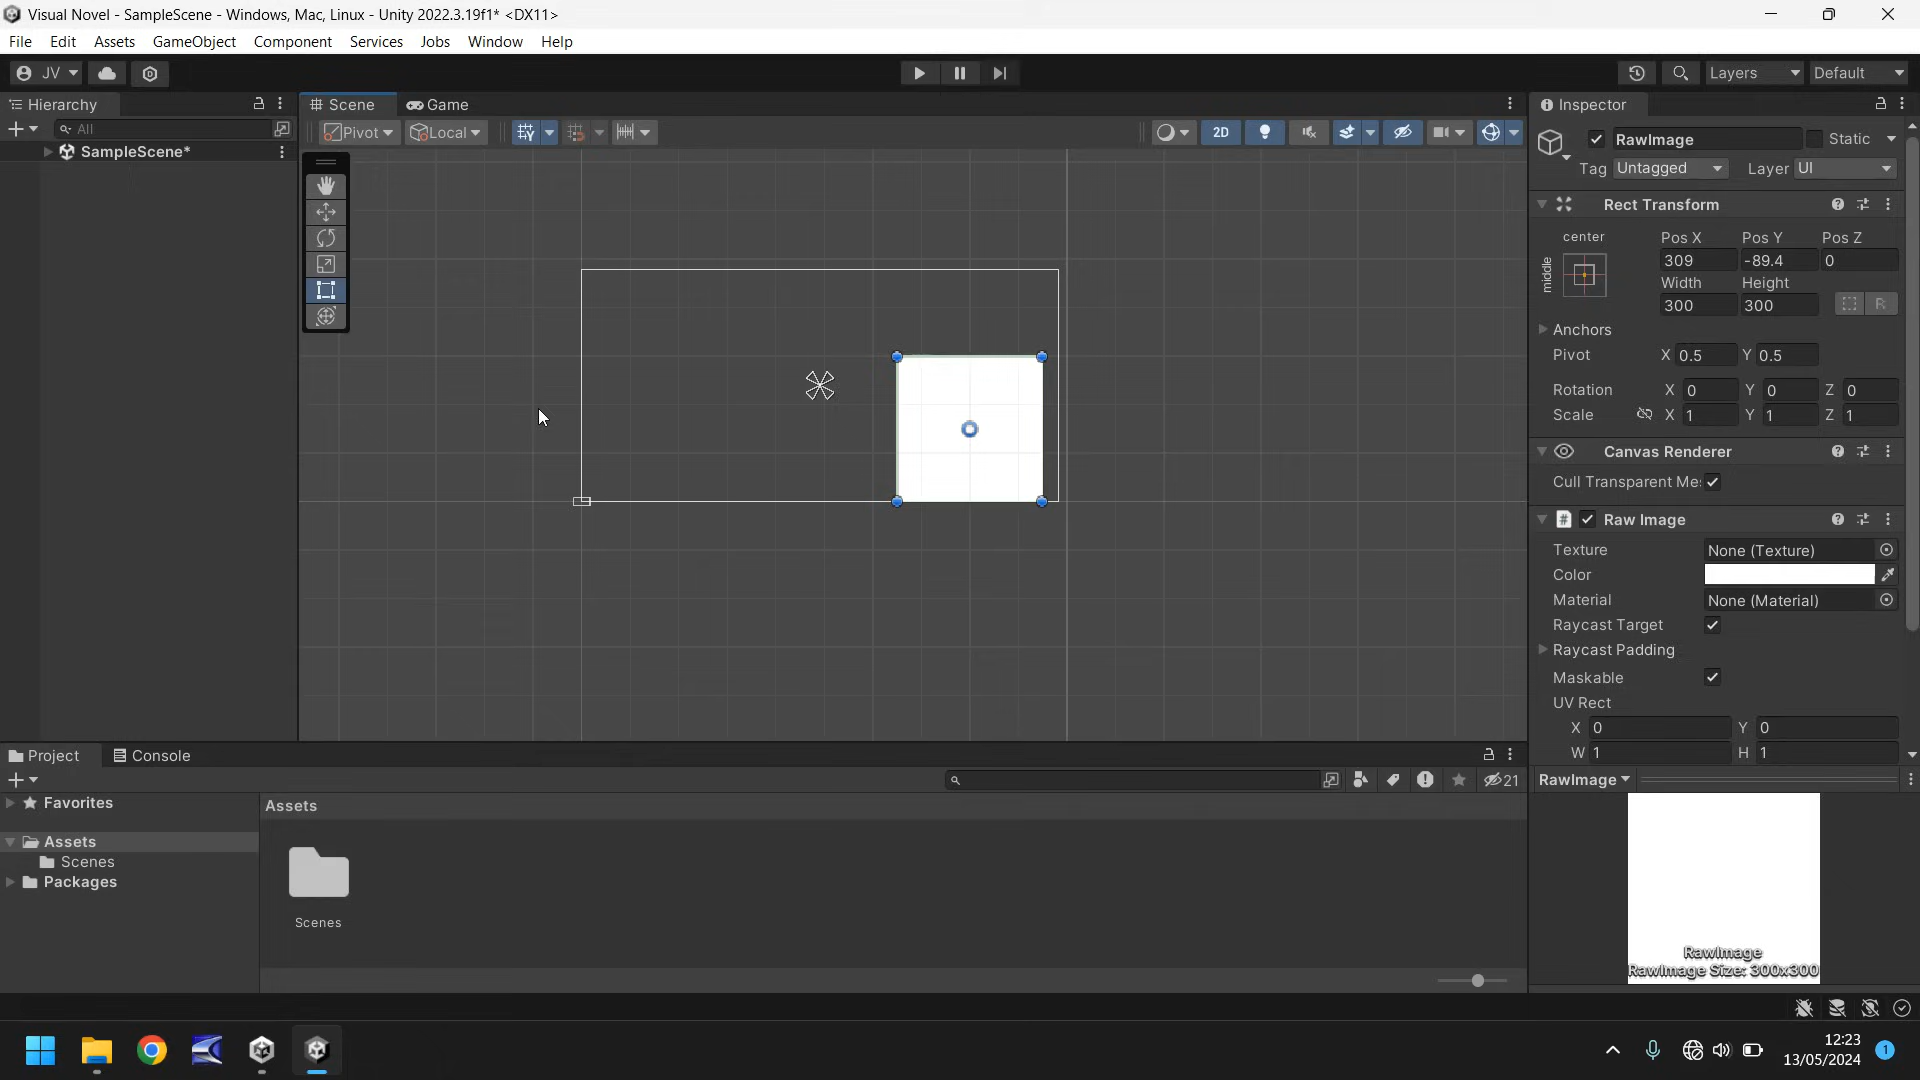 Visual Novel - SampleScene - Windows, Mac, Linux - Unity 2022.3.19f1* <DX11>
File Edit Assets GameObject Component Services Jobs Window Help
JV Layers Default
Hierarchy Scene Game Inspector
All Pivot Local 2D
SampleScene*
RawImage Static
Tag Untagged Layer UI
Rect Transform
center
middle
Pos X Pos Y Pos Z
309 -89.4 0
Width Height
300 300 R
Anchors
Pivot X 0.5 Y 0.5
Rotation X 0 Y 0 Z 0
Scale X 1 Y 1 Z 1
Canvas Renderer
Cull Transparent Me:
# Raw Image
Texture None (Texture)
Color
Material None (Material)
Raycast Target
Raycast Padding
Maskable
UV Rect
X 0 Y 0
W 1 H 1
Project Console
21
RawImage
Favorites
Assets
Scenes
Packages
Assets
Scenes
RawImage
RawImage Size: 300x300
12:23
13/05/2024 1